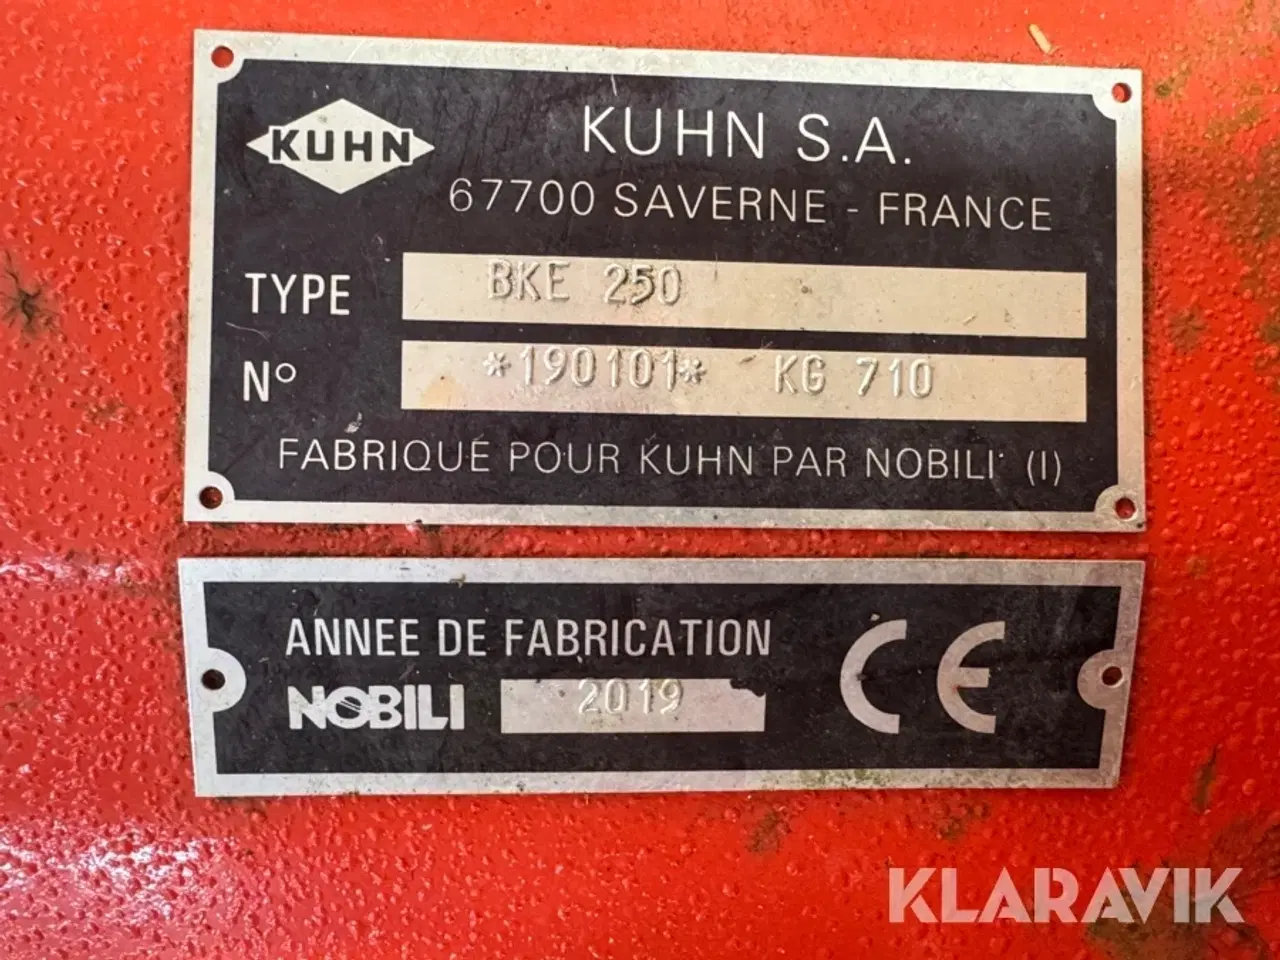 KUHN
KUHN S.A.
67700 SAVERNE - FRANCE
TYPE BKE 250
N° *190101* KG 710
FABRIQUÉ POUR KUHN PAR NOBILI (I)
ANNEE DE FABRICATION
NOBILI 2019
CE
KLARAVIK